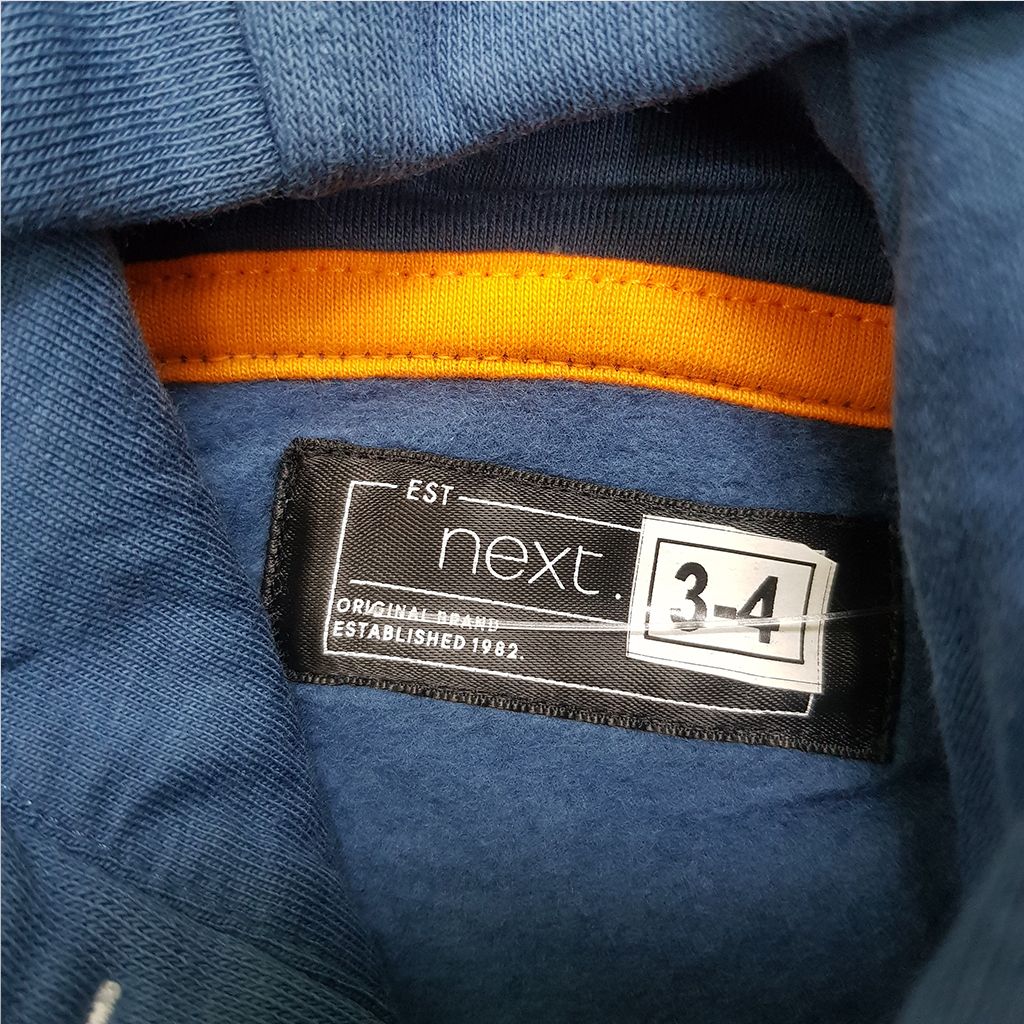 EST
next.
3-4
ORIGINAL BRAND
ESTABLISHED 1982.